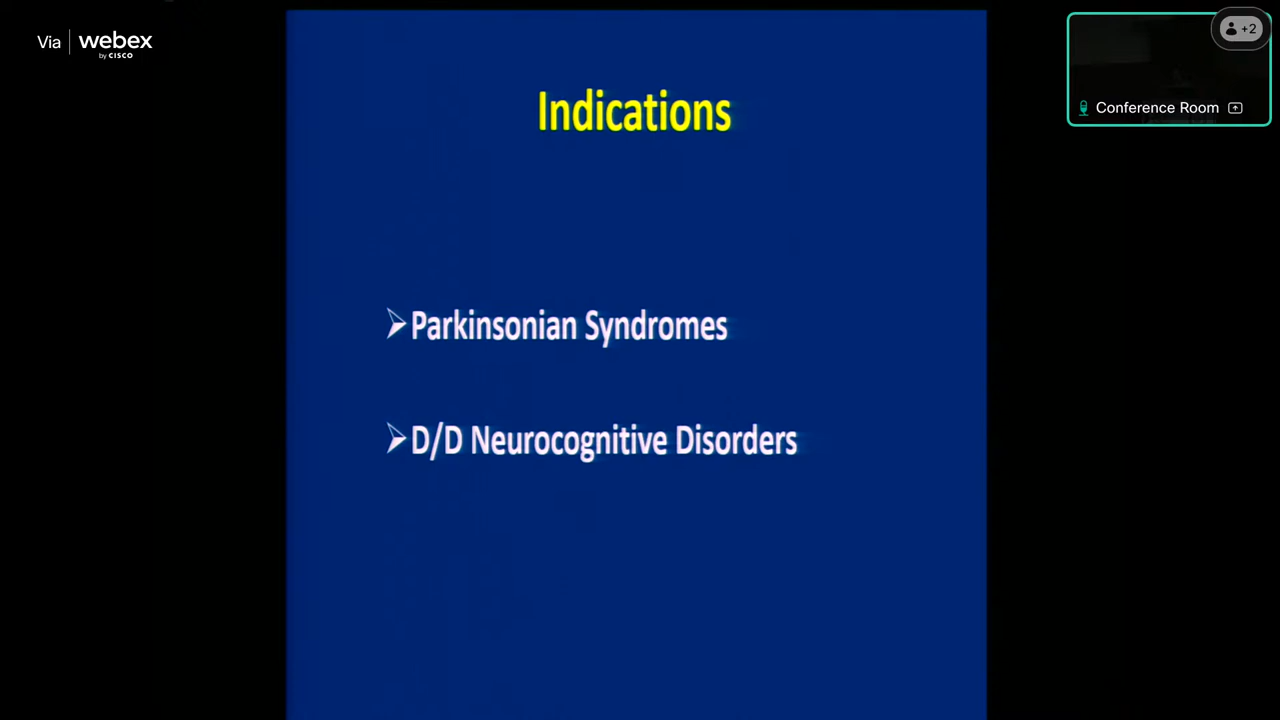 Via webex
by CISCO
+2
Conference Room
Indications
Parkinsonian Syndromes
D/D Neurocognitive Disorders